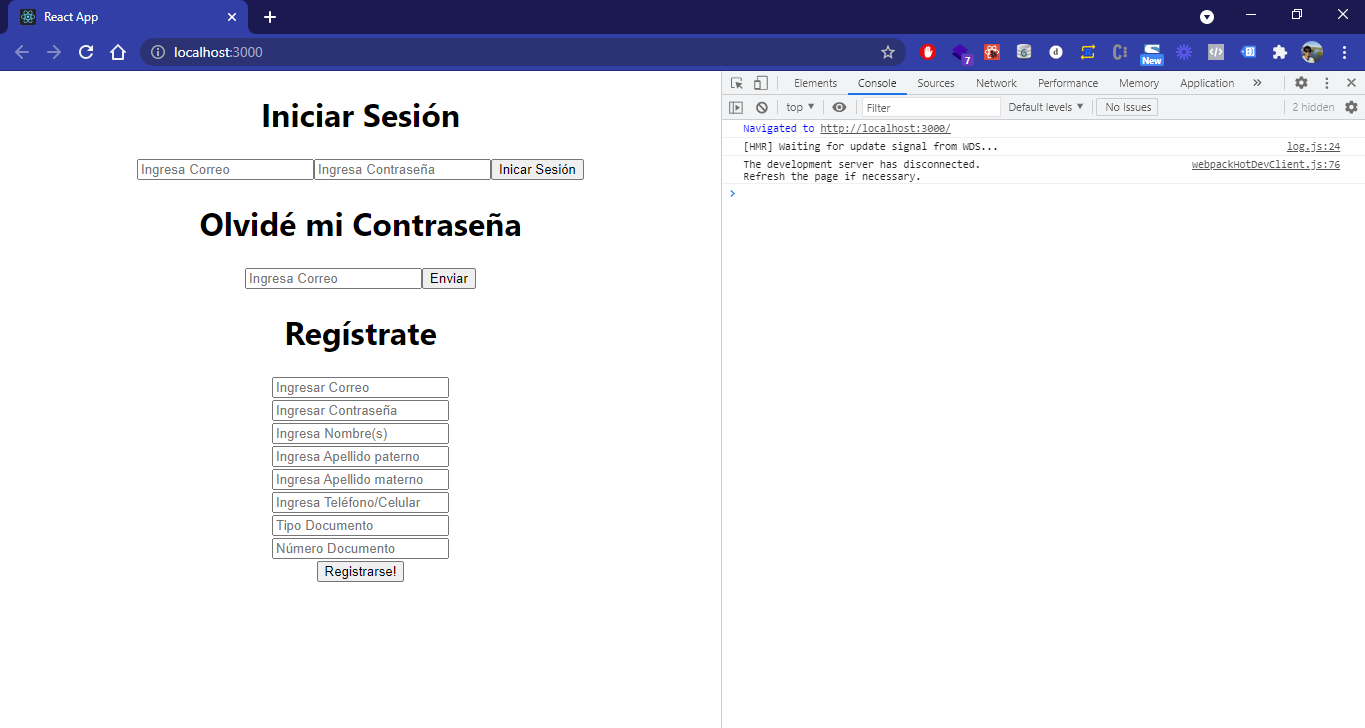 React App
localhost:3000
7
New
Elements Console Sources Network Performance Memory Application »
top Filter Default levels No Issues 2 hidden
Iniciar Sesión
Ingresa Correo Ingresa Contraseña Inicar Sesión
Olvidé mi Contraseña
Ingresa Correo Enviar
Regístrate
Ingresar Correo
Ingresar Contraseña
Ingresa Nombre(s)
Ingresa Apellido paterno
Ingresa Apellido materno
Ingresa Teléfono/Celular
Tipo Documento
Número Documento
Registrarse!
Navigated to http://localhost:3000/
[HMR] Waiting for update signal from WDS... log.js:24
The development server has disconnected. webpackHotDevClient.js:76
Refresh the page if necessary.